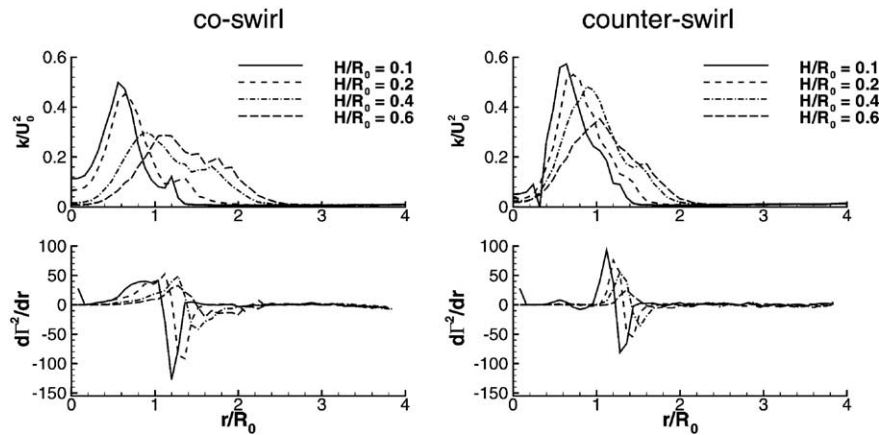 co-swirl
counter-swirl
0.6
0.4
0.2
0
k/U₀²
H/R₀ = 0.1
H/R₀ = 0.2
H/R₀ = 0.4
H/R₀ = 0.6
0 1 2 3 4
0.6
0.4
0.2
0
k/U₀²
H/R₀ = 0.1
H/R₀ = 0.2
H/R₀ = 0.4
H/R₀ = 0.6
0 1 2 3 4
100
50
0
-50
-100
-150
dΓ²/dr
0 1 2 3 4
r/R₀
100
50
0
-50
-100
-150
dΓ²/dr
0 1 2 3 4
r/R₀